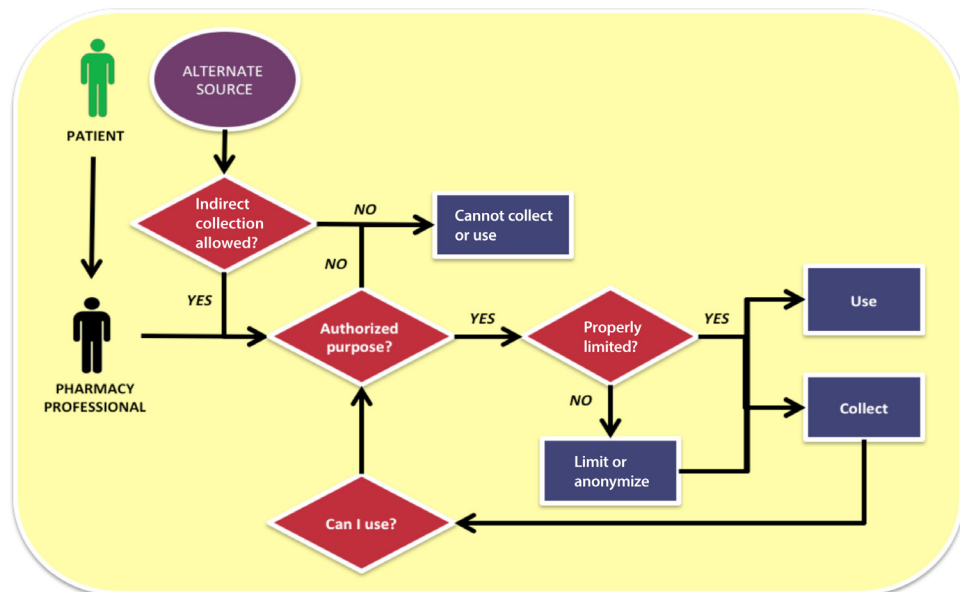 ALTERNATE
SOURCE
PATIENT
Indirect
collection
allowed?
NO
Cannot collect
or use
NO
YES
Authorized
purpose?
YES
Properly
limited?
YES
Use
PHARMACY
PROFESSIONAL
NO
Collect
Limit or
anonymize
Can I use?